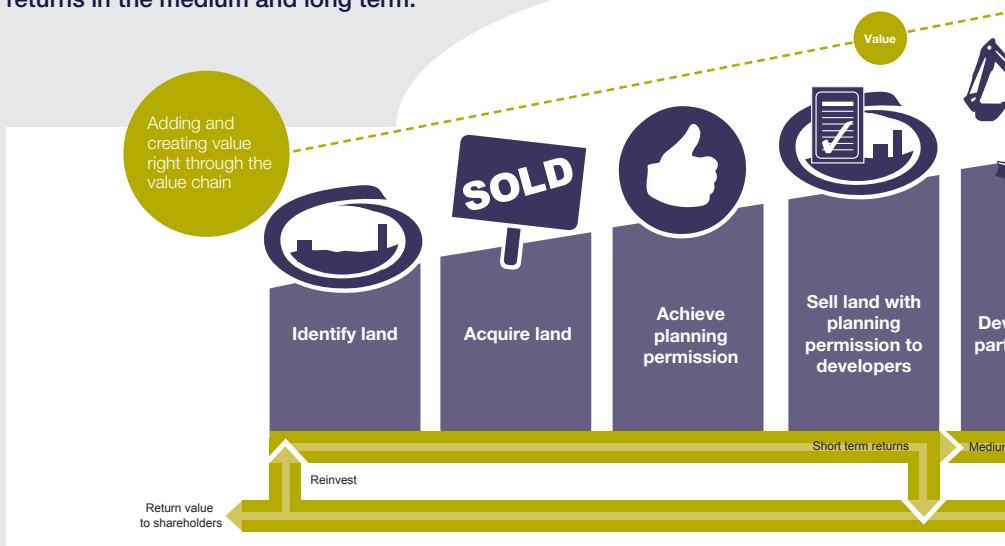 returns in the medium and long term.
Value
Adding and
creating value
right through the
value chain
SOLD
Identify land
Acquire land
Achieve
planning
permission
Sell land with
planning
permission to
developers
Short term returns
Reinvest
Return value
to shareholders